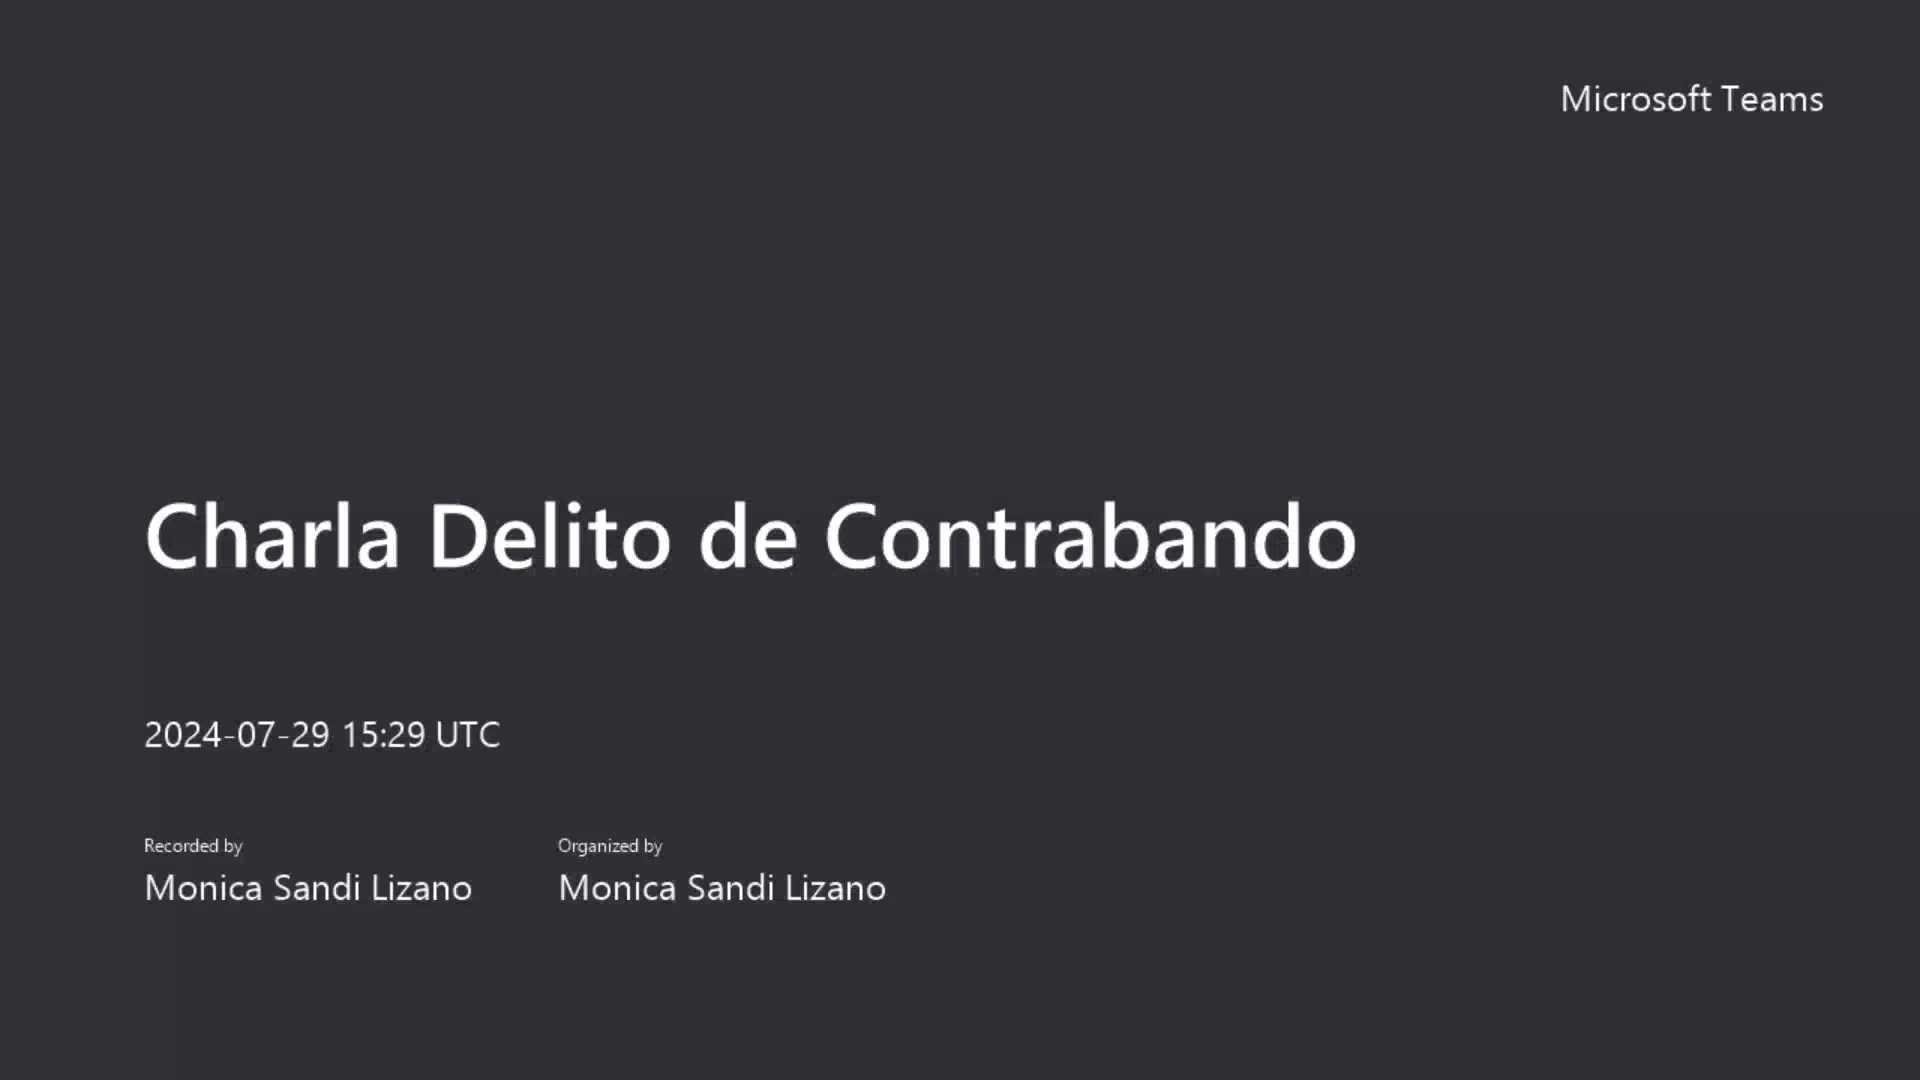 Microsoft Teams
Charla Delito de Contrabando
2024-07-29 15:29 UTC
Recorded by
Monica Sandi Lizano
Organized by
Monica Sandi Lizano